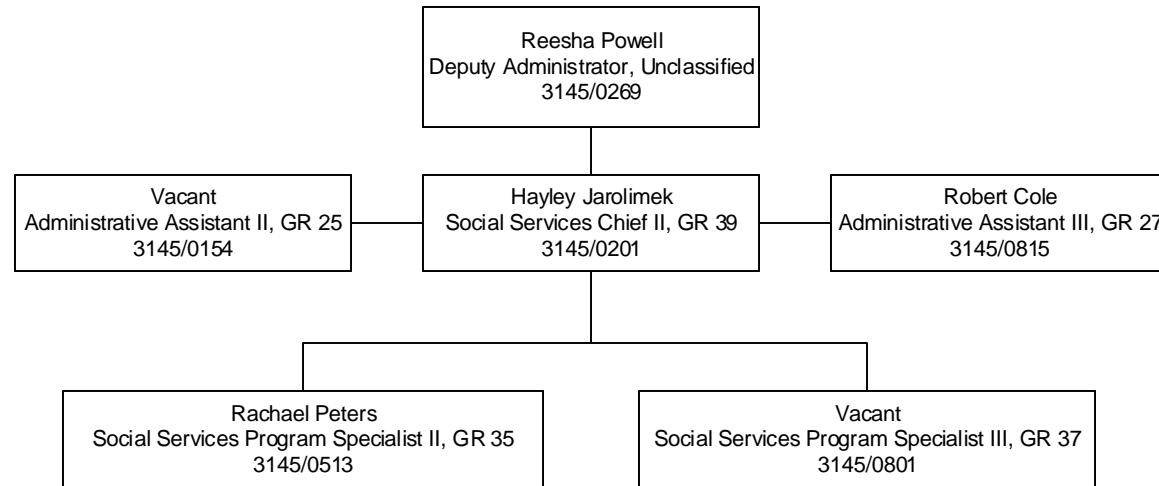 Reesha Powell
Deputy Administrator, Unclassified
3145/0269
Vacant
Administrative Assistant II, GR 25
3145/0154
Hayley Jarolimek
Social Services Chief II, GR 39
3145/0201
Robert Cole
Administrative Assistant III, GR 27
3145/0815
Rachael Peters
Social Services Program Specialist II, GR 35
3145/0513
Vacant
Social Services Program Specialist III, GR 37
3145/0801